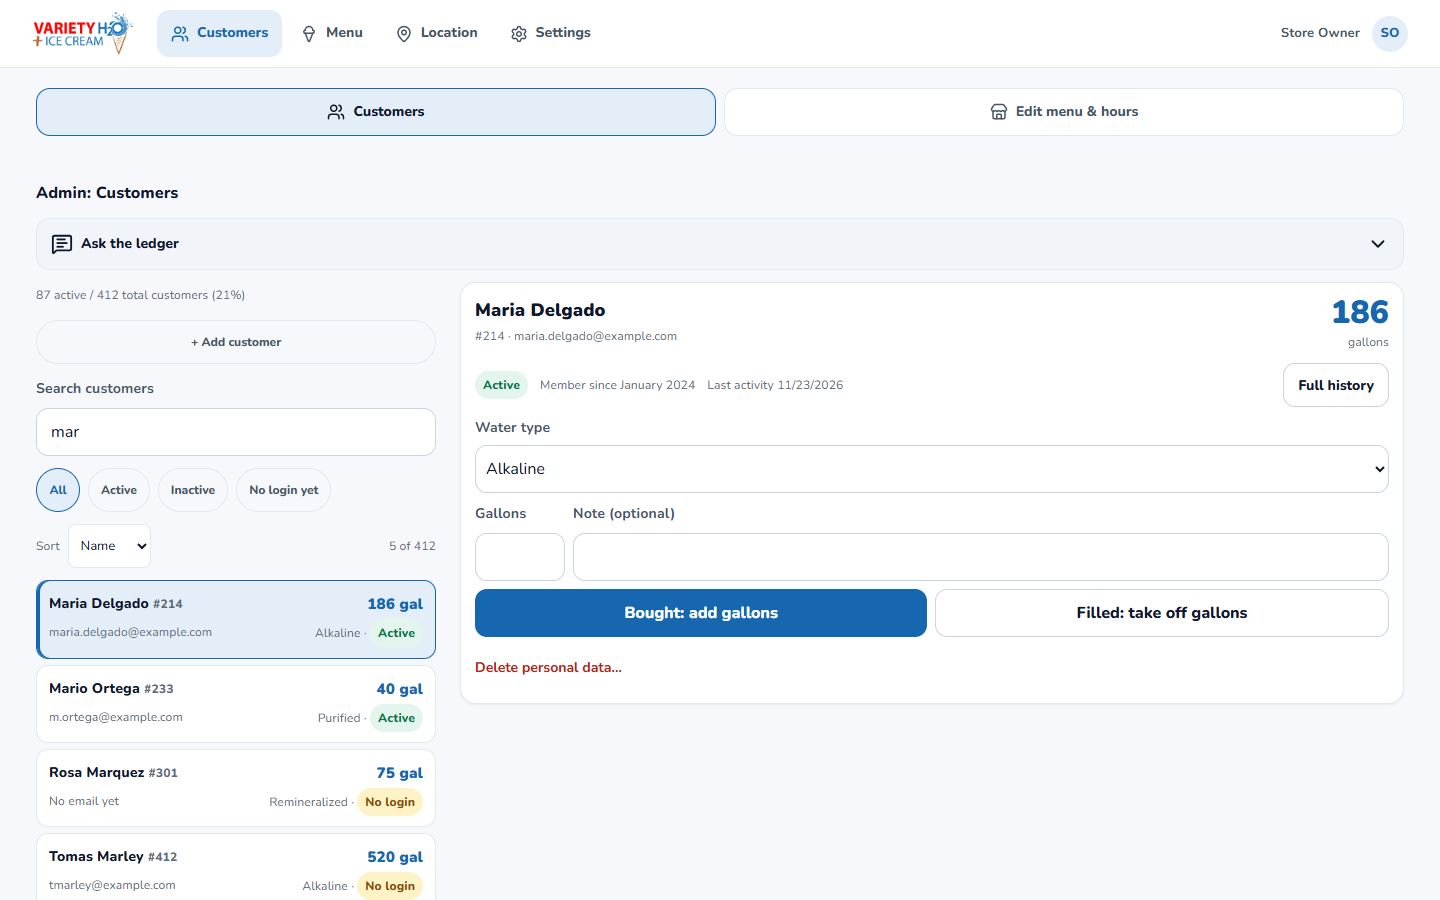 VARIETY H2O
+ ICE CREAM
Customers
Menu
Location
Settings
Store Owner
SO
Customers
Edit menu & hours
Admin: Customers
Ask the ledger
87 active / 412 total customers (21%)
+ Add customer
Search customers
mar
All
Active
Inactive
No login yet
Sort
Name
5 of 412
Maria Delgado #214
186 gal
maria.delgado@example.com
Alkaline · Active
Mario Ortega #233
40 gal
m.ortega@example.com
Purified · Active
Rosa Marquez #301
75 gal
No email yet
Remineralized · No login
Tomas Marley #412
520 gal
tmarley@example.com
Alkaline · No login
Maria Delgado
186
#214 · maria.delgado@example.com
gallons
Active
Member since January 2024
Last activity 11/23/2026
Full history
Water type
Alkaline
Gallons
Note (optional)
Bought: add gallons
Filled: take off gallons
Delete personal data...